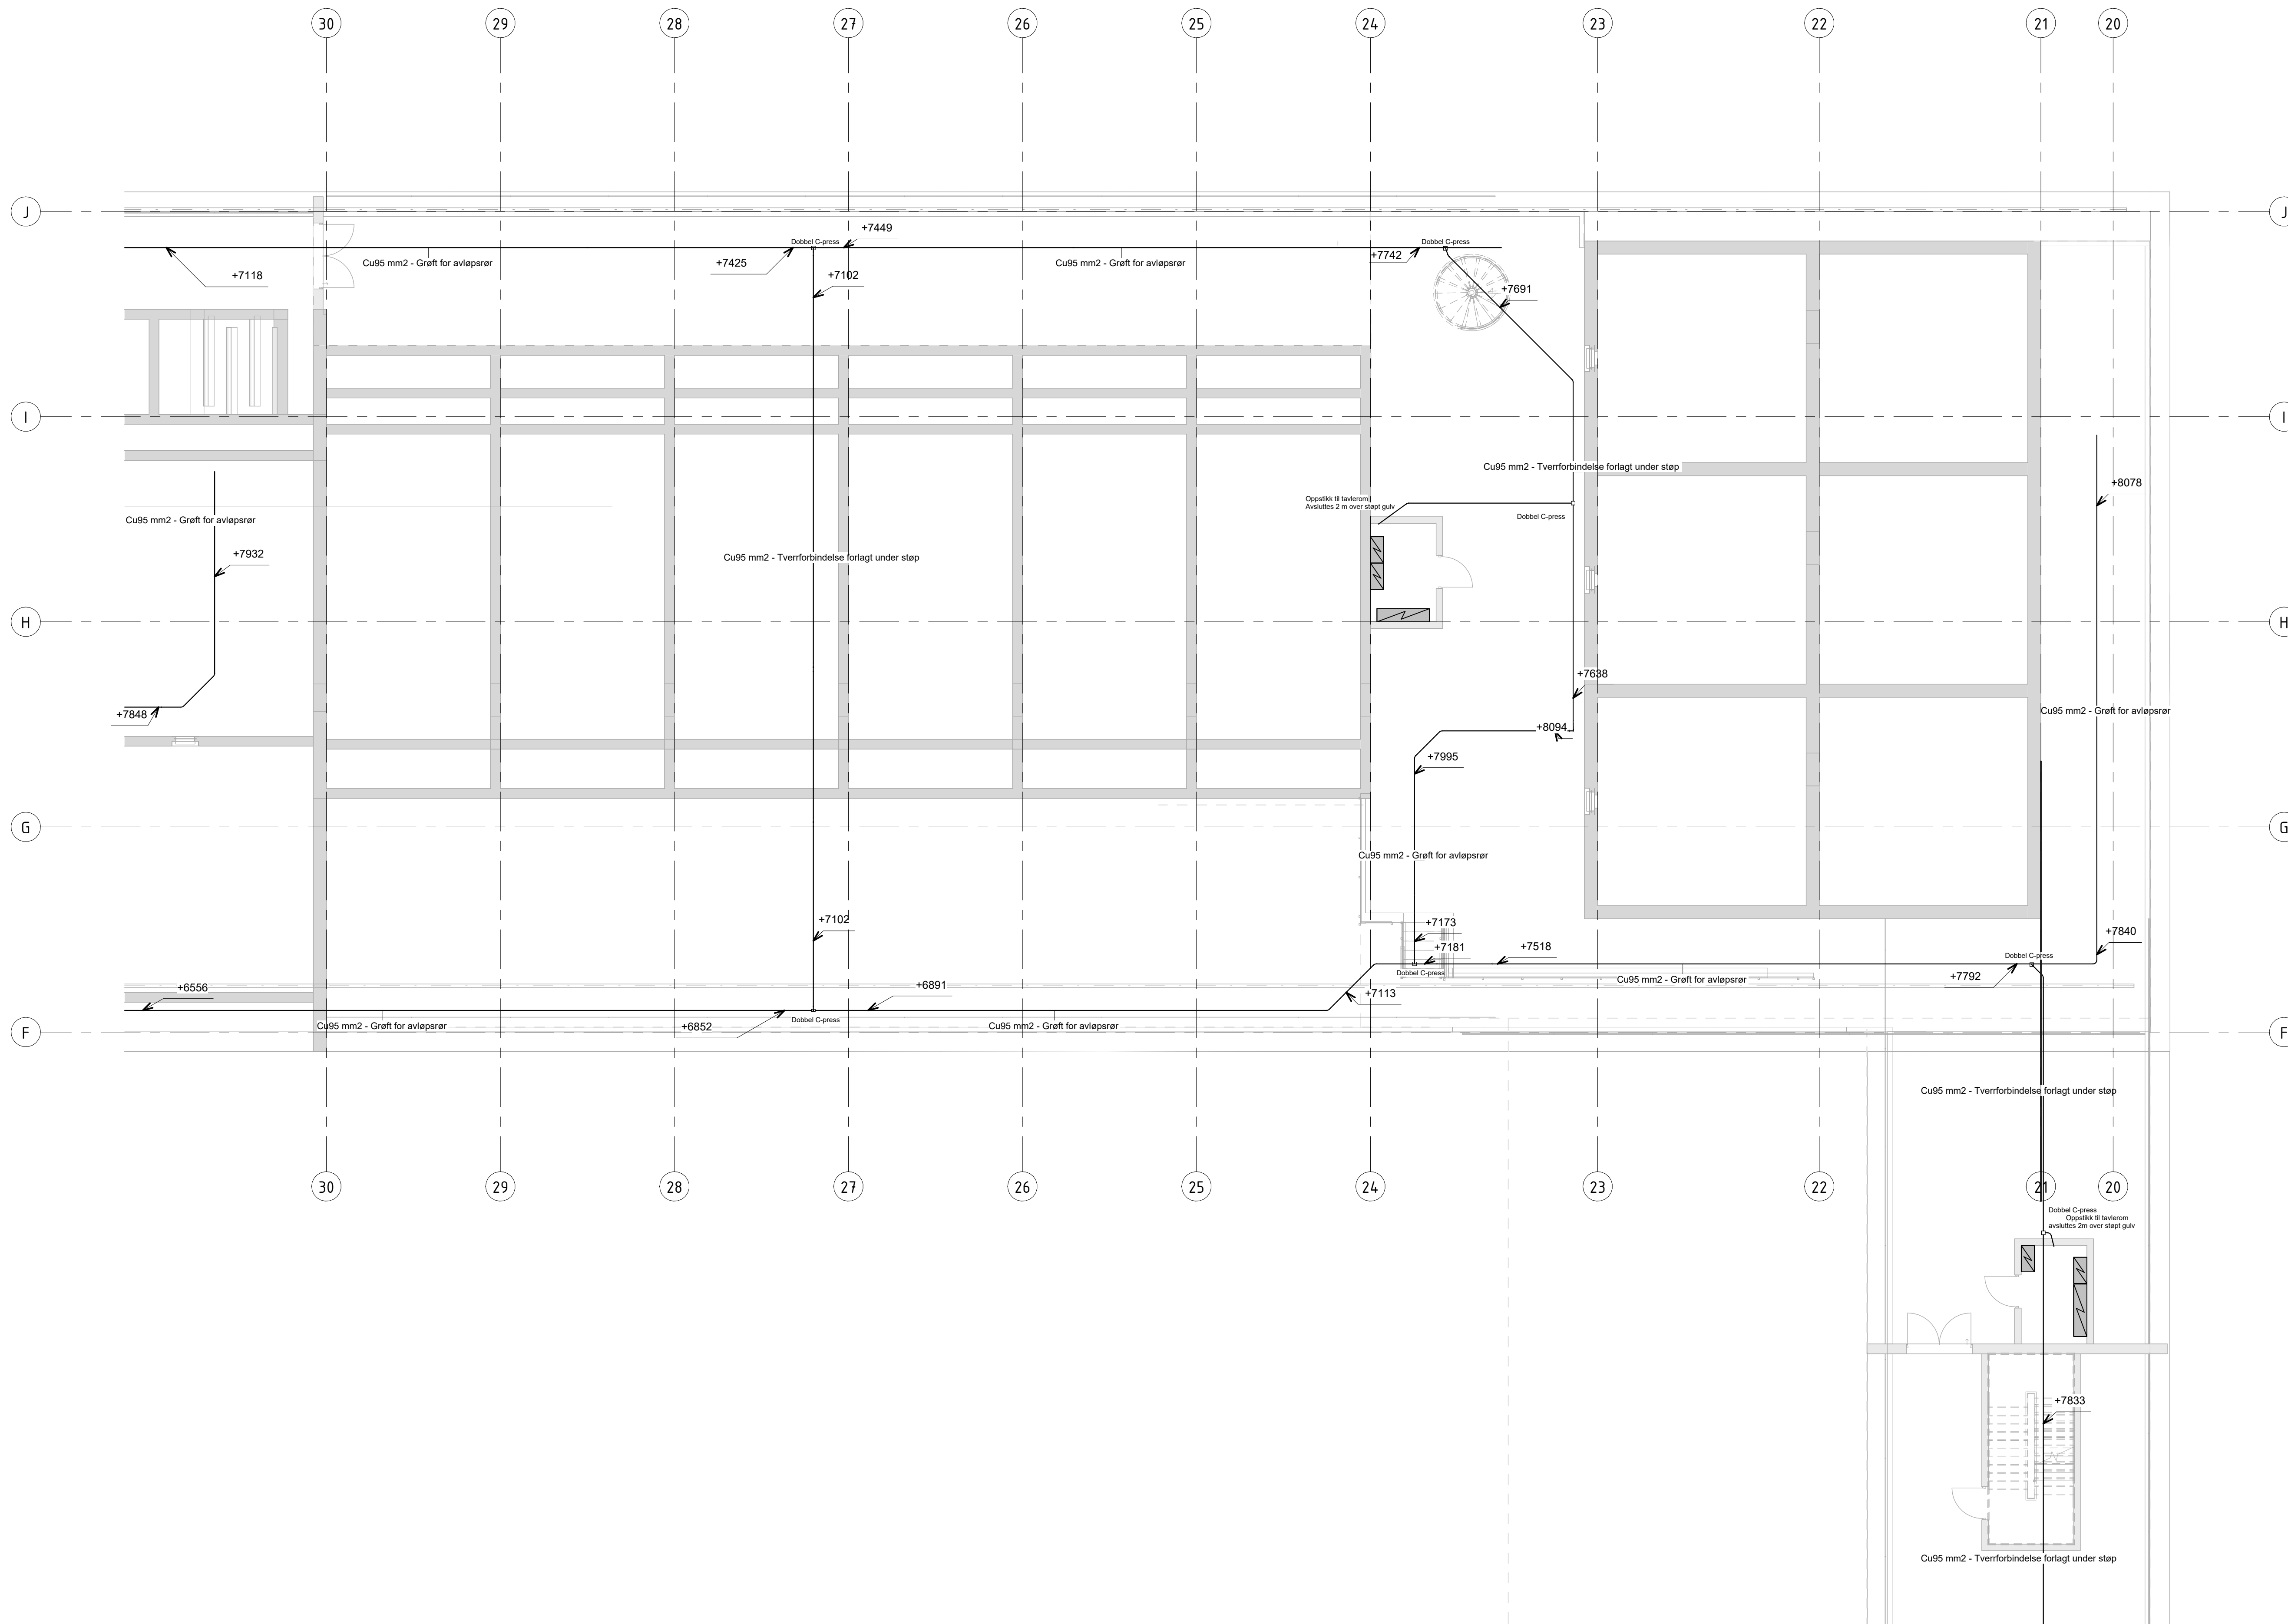 30 29 28 27 26 25 24 23 22 21 20
J J
+7449
Dobbel C-press
Dobbel C-press
+7742
Cu95 mm2 - Grøft for avløpsrør
+7425
Cu95 mm2 - Grøft for avløpsrør
+7118
+7102
+7691
I I
Cu95 mm2 - Tverrforbindelse forlagt under støp
+8078
Oppstikk til tavlerom
Avsluttes 2 m over støpt gulv
Dobbel C-press
Cu95 mm2 - Grøft for avløpsrør
+7932
Cu95 mm2 - Tverrforbindelse forlagt under støp
H H
+7638
+7848
Cu95 mm2 - Grøft for avløpsrør
+8094
+7995
G G
Cu95 mm2 - Grøft for avløpsrør
+7102
+7173
+7181
+7518
+7840
Dobbel C-press
Dobbel C-press
+7792
Cu95 mm2 - Grøft for avløpsrør
+6556
+6891
+7113
Dobbel C-press
Cu95 mm2 - Grøft for avløpsrør
+6852
Cu95 mm2 - Grøft for avløpsrør
F F
Cu95 mm2 - Tverrforbindelse forlagt under støp
30 29 28 27 26 25 24 23 22 21 20
Dobbel C-press
Oppstikk til tavlerom
avsluttes 2m over støpt gulv
+7833
Cu95 mm2 - Tverrforbindelse forlagt under støp